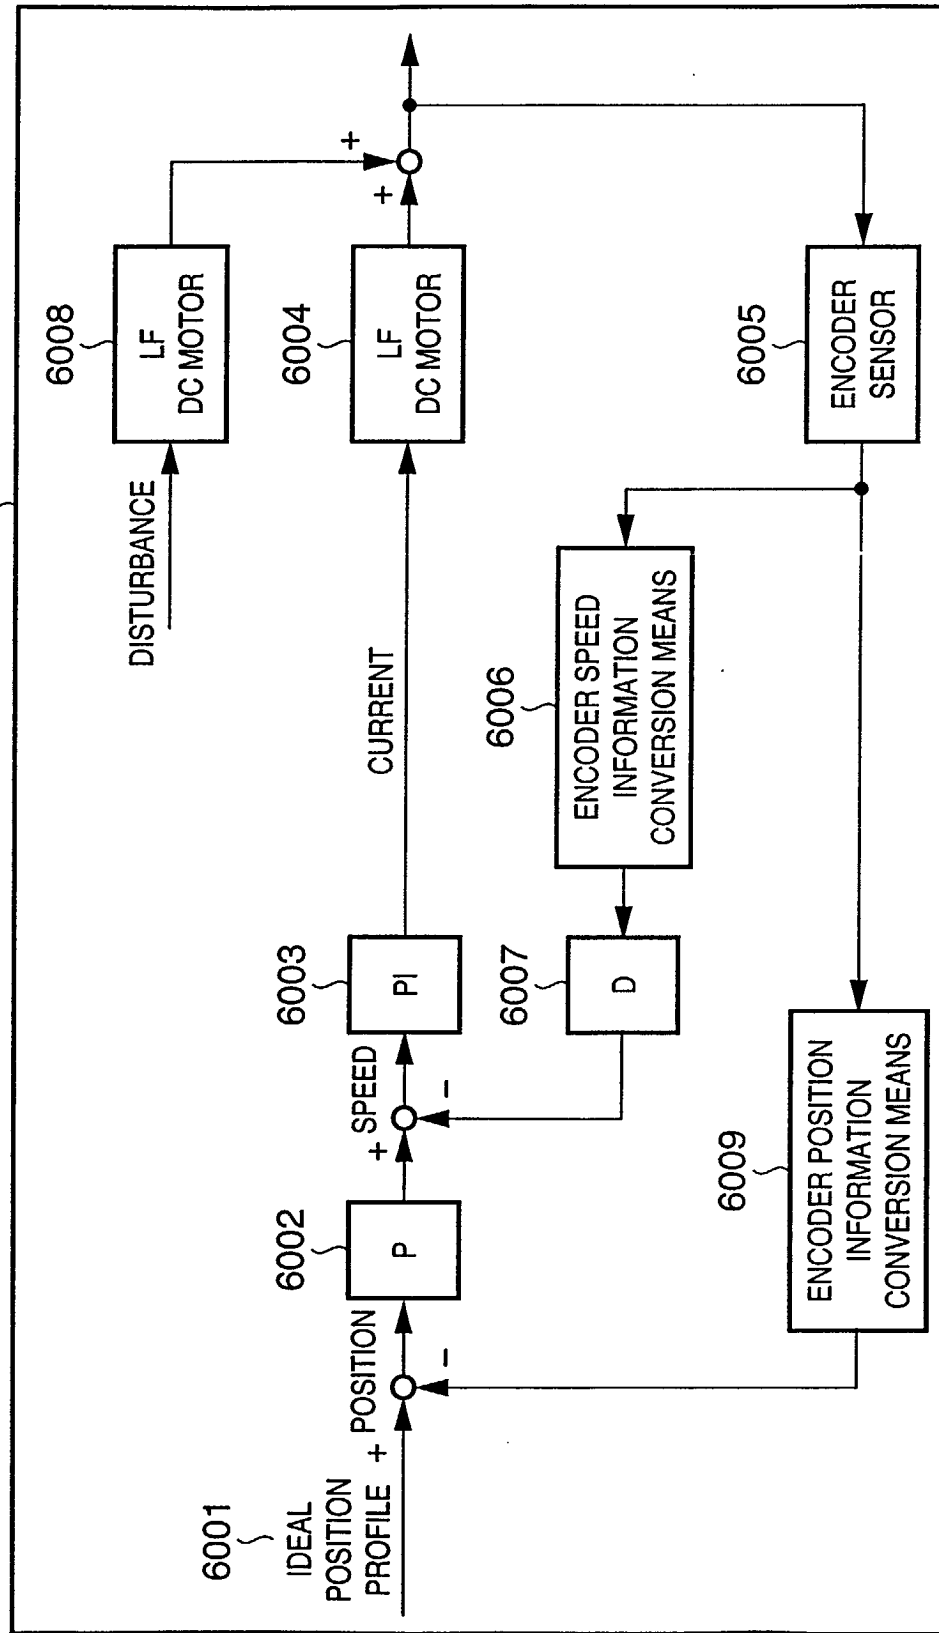 6001
IDEAL
POSITION
PROFILE
+
POSITION
-
6002
P
+
SPEED
-
6003
PI
CURRENT
DISTURBANCE
6008
LF
DC MOTOR
6004
LF
DC MOTOR
+
+
6007
D
6006
ENCODER SPEED
INFORMATION
CONVERSION MEANS
6005
ENCODER
SENSOR
6009
ENCODER POSITION
INFORMATION
CONVERSION MEANS